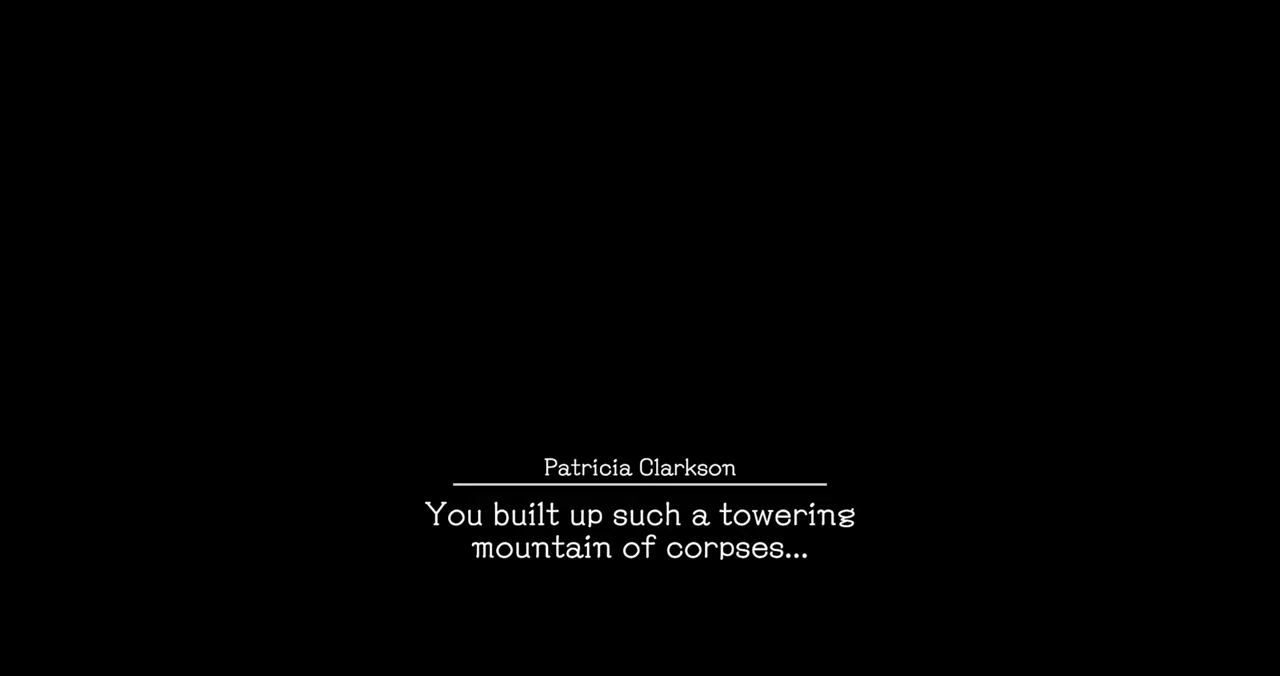 Patricia Clarkson
You built up such a towering
mountain of corpses...